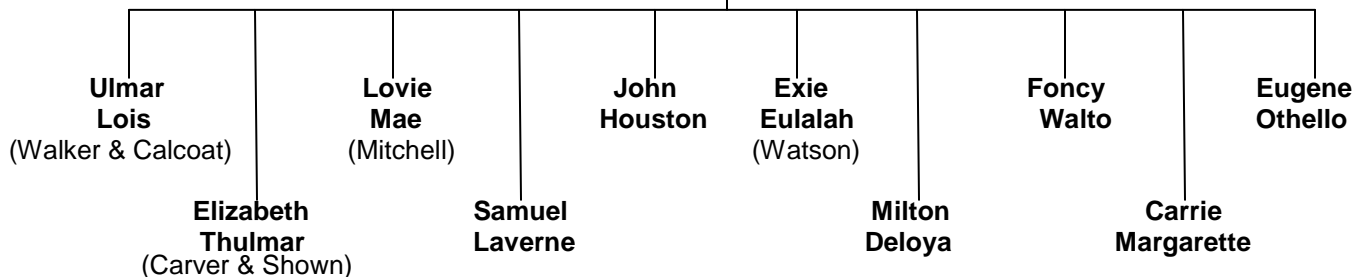 Ulmar
Lois
(Walker & Calcoat)
Elizabeth
Thulmar
(Carver & Shown)
Lovie
Mae
(Mitchell)
Samuel
Laverne
John
Houston
Exie
Eulalah
(Watson)
Milton
Deloya
Foncy
Walto
Carrie
Margarette
Eugene
Othello